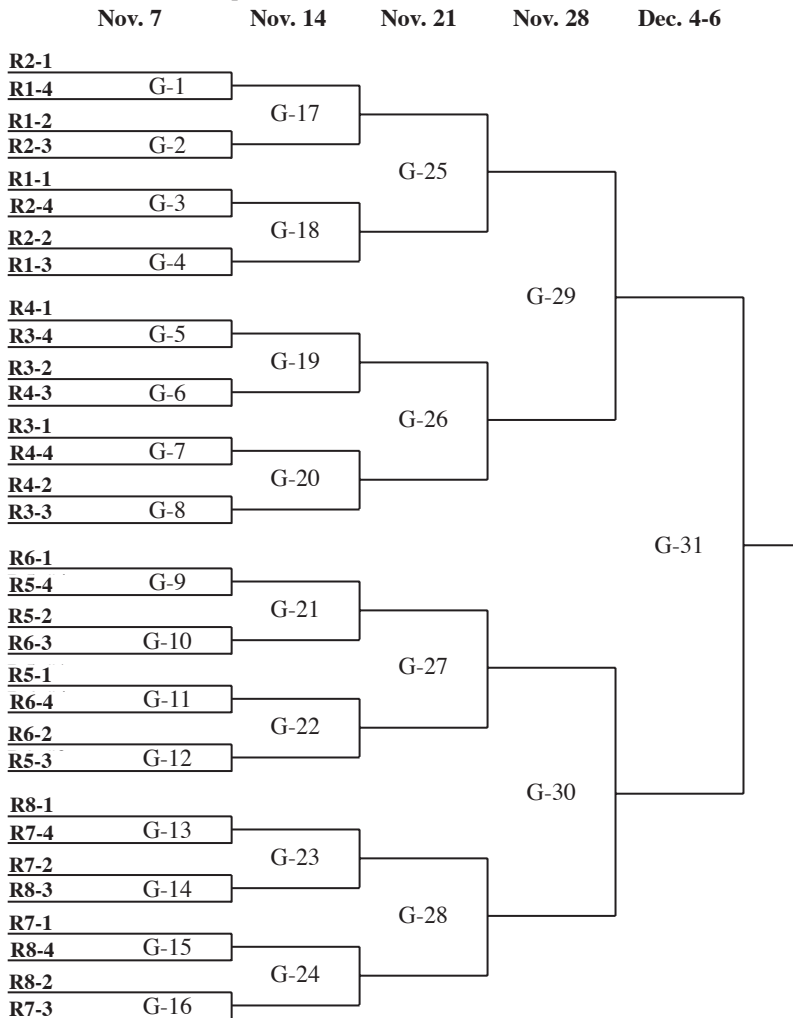 Nov. 7 Nov. 14 Nov. 21 Nov. 28 Dec. 4-6
R2-1
R1-4 G-1
G-17
R1-2
R2-3 G-2
G-25
R1-1
R2-4 G-3
G-18
R2-2
R1-3 G-4
G-29
R4-1
R3-4 G-5
G-19
R3-2
R4-3 G-6
G-26
R3-1
R4-4 G-7
G-20
R4-2
R3-3 G-8
G-31
R6-1
R5-4 G-9
G-21
R5-2
R6-3 G-10
G-27
R5-1
R6-4 G-11
G-22
R6-2
R5-3 G-12
G-30
R8-1
R7-4 G-13
G-23
R7-2
R8-3 G-14
G-28
R7-1
R8-4 G-15
G-24
R8-2
R7-3 G-16